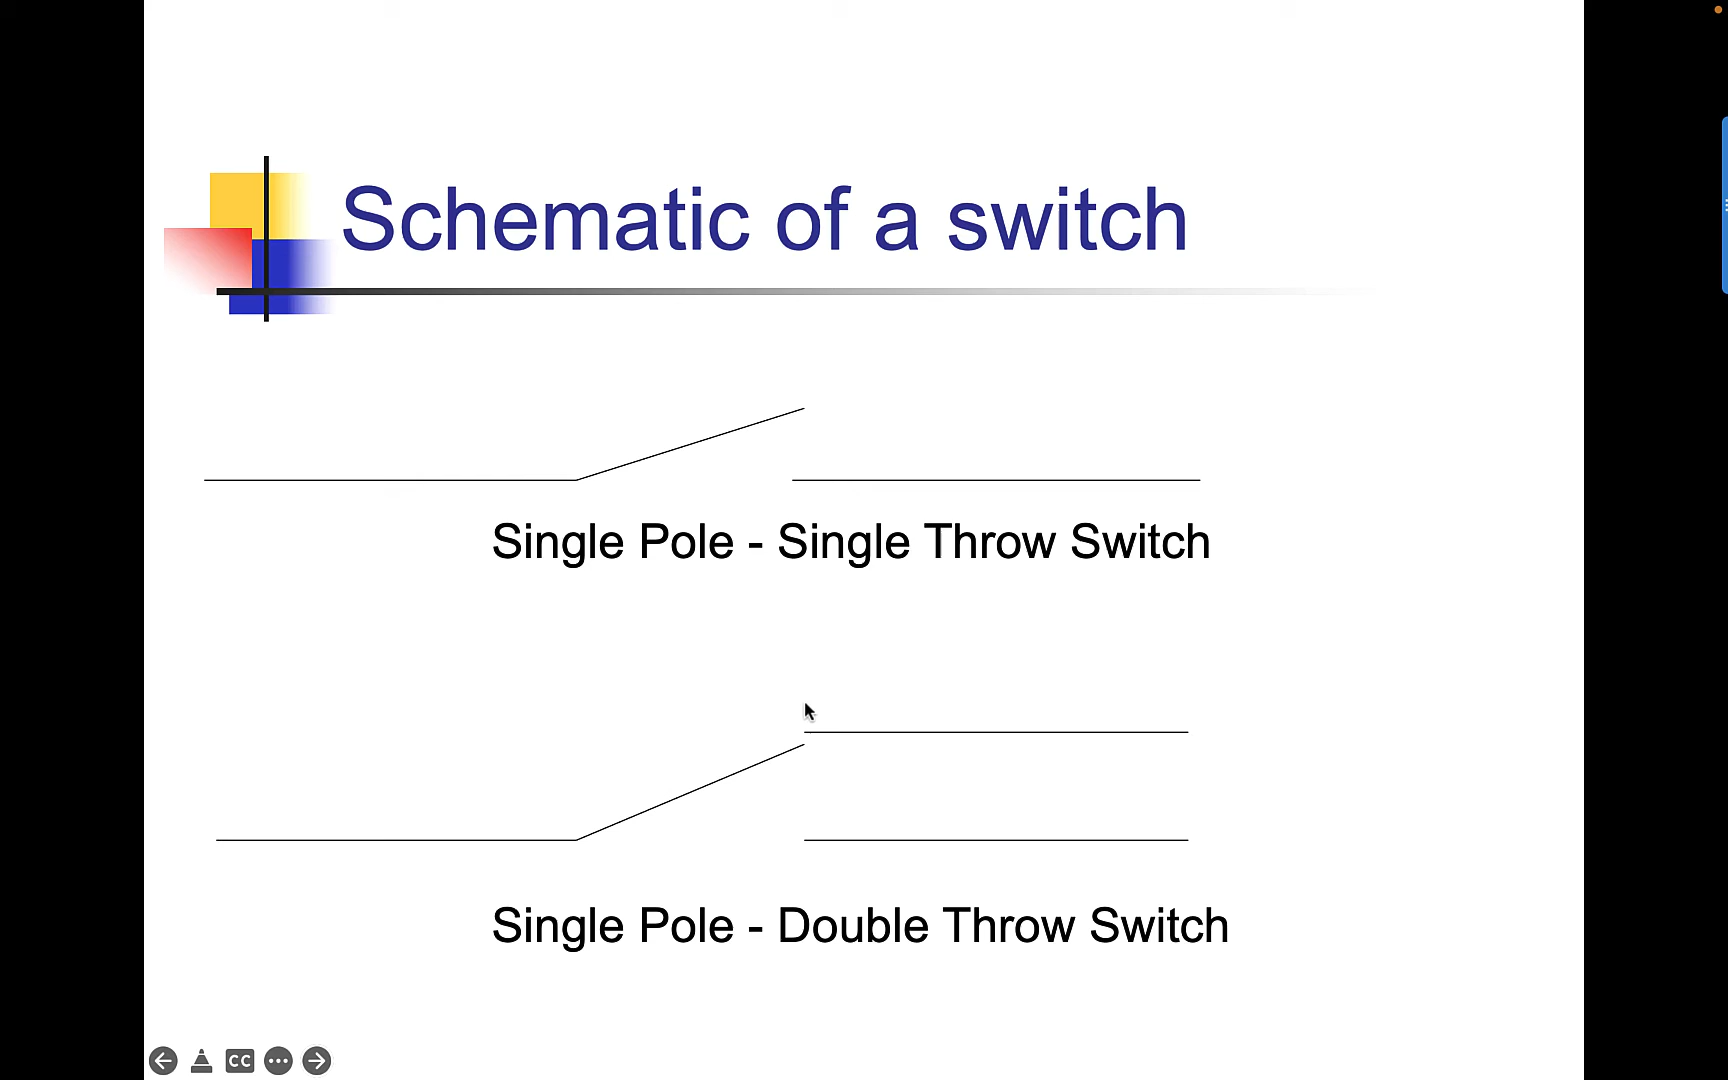 Schematic of a switch
Single Pole - Single Throw Switch
Single Pole - Double Throw Switch
CC